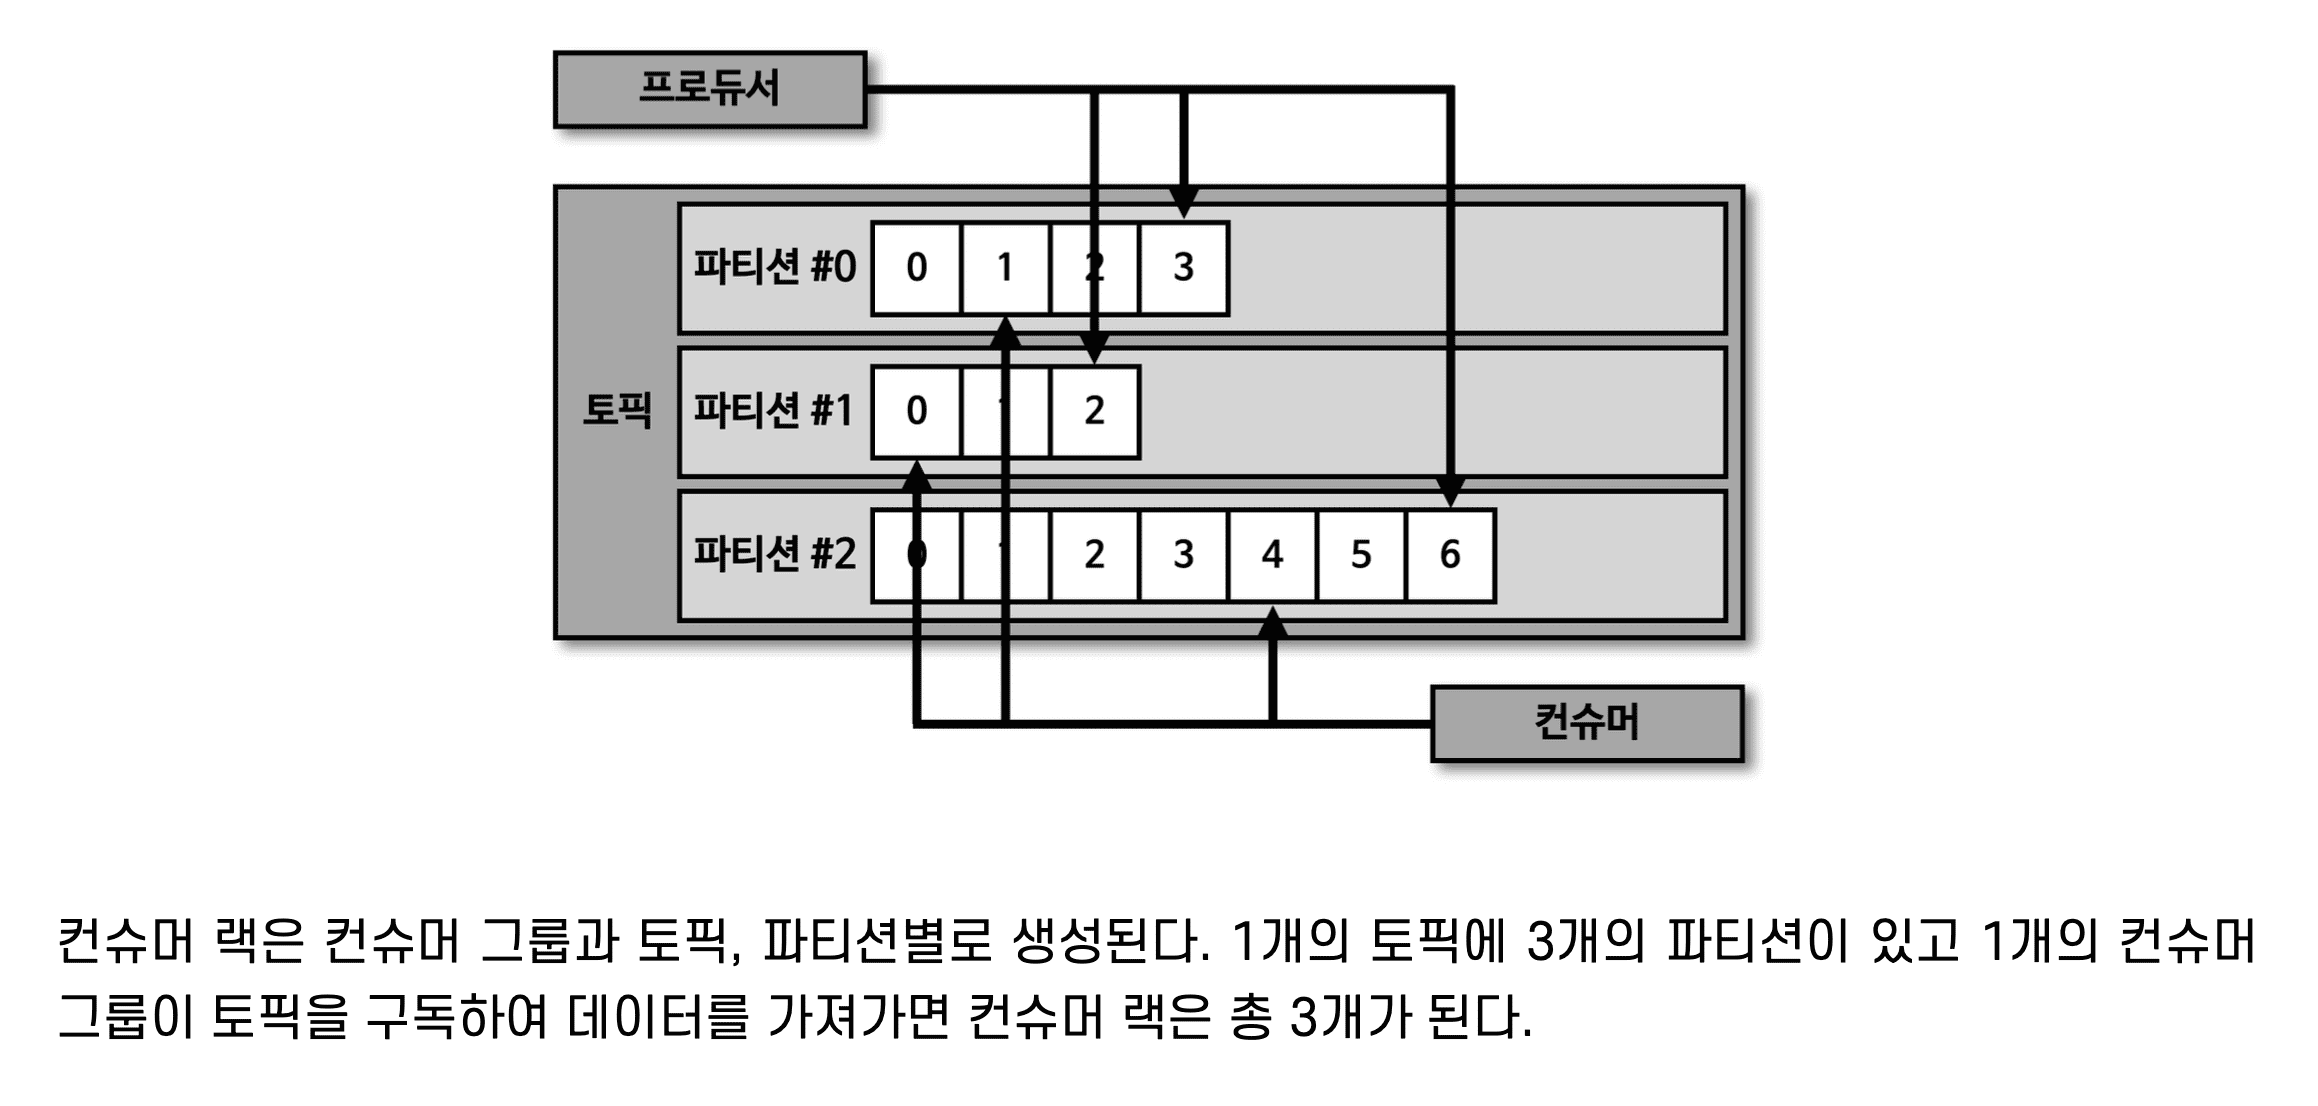 프로듀서
토픽
파티션 #0 0 1 2 3
파티션 #1 0 2
파티션 #2 0 2 3 4 5 6
컨슈머
컨슈머 랙은 컨슈머 그룹과 토픽, 파티션별로 생성된다. 1개의 토픽에 3개의 파티션이 있고 1개의 컨슈머
그룹이 토픽을 구독하여 데이터를 가져가면 컨슈머 랙은 총 3개가 된다.